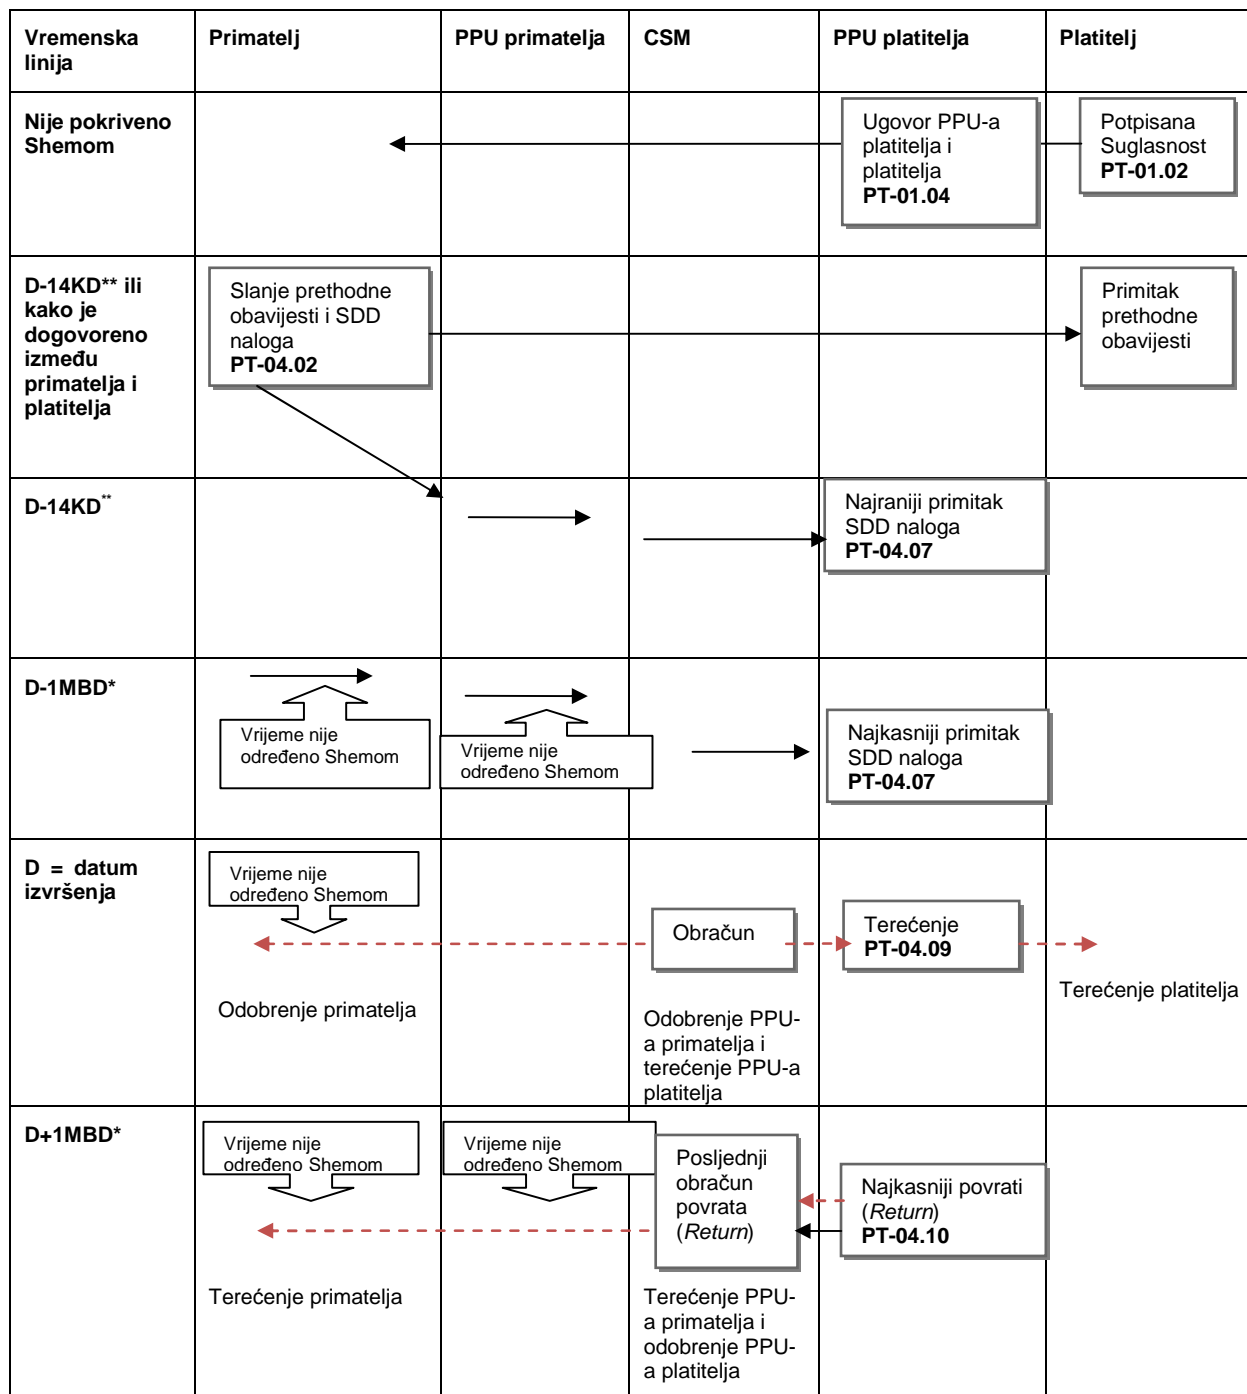 Vremenska
linija
Primatelj
PPU primatelja
CSM
PPU platitelja
Platitelj
Nije pokriveno
Shemom
Ugovor PPU-a
platitelja i
platitelja
PT-01.04
Potpisana
Suglasnost
PT-01.02
D-14KD** ili
kako je
dogovoreno
između
primatelja i
platitelja
Slanje prethodne
obavijesti i SDD
naloga
PT-04.02
Primitak
prethodne
obavijesti
D-14KD**
Najraniji primitak
SDD naloga
PT-04.07
D-1MBD*
Vrijeme nije
određeno Shemom
Vrijeme nije
određeno Shemom
Najkasniji primitak
SDD naloga
PT-04.07
D = datum
izvršenja
Vrijeme nije
određeno Shemom
Odobrenje primatelja
Obračun
Odobrenje PPU-
a primatelja i
terećenje PPU-a
platitelja
Terećenje
PT-04.09
Terećenje platitelja
D+1MBD*
Vrijeme nije
određeno Shemom
Terećenje primatelja
Vrijeme nije
određeno Shemom
Posljednji
obračun
povrata
(Return)
Terećenje PPU-
a primatelja i
odobrenje PPU-
a platitelja
Najkasniji povrati
(Return)
PT-04.10